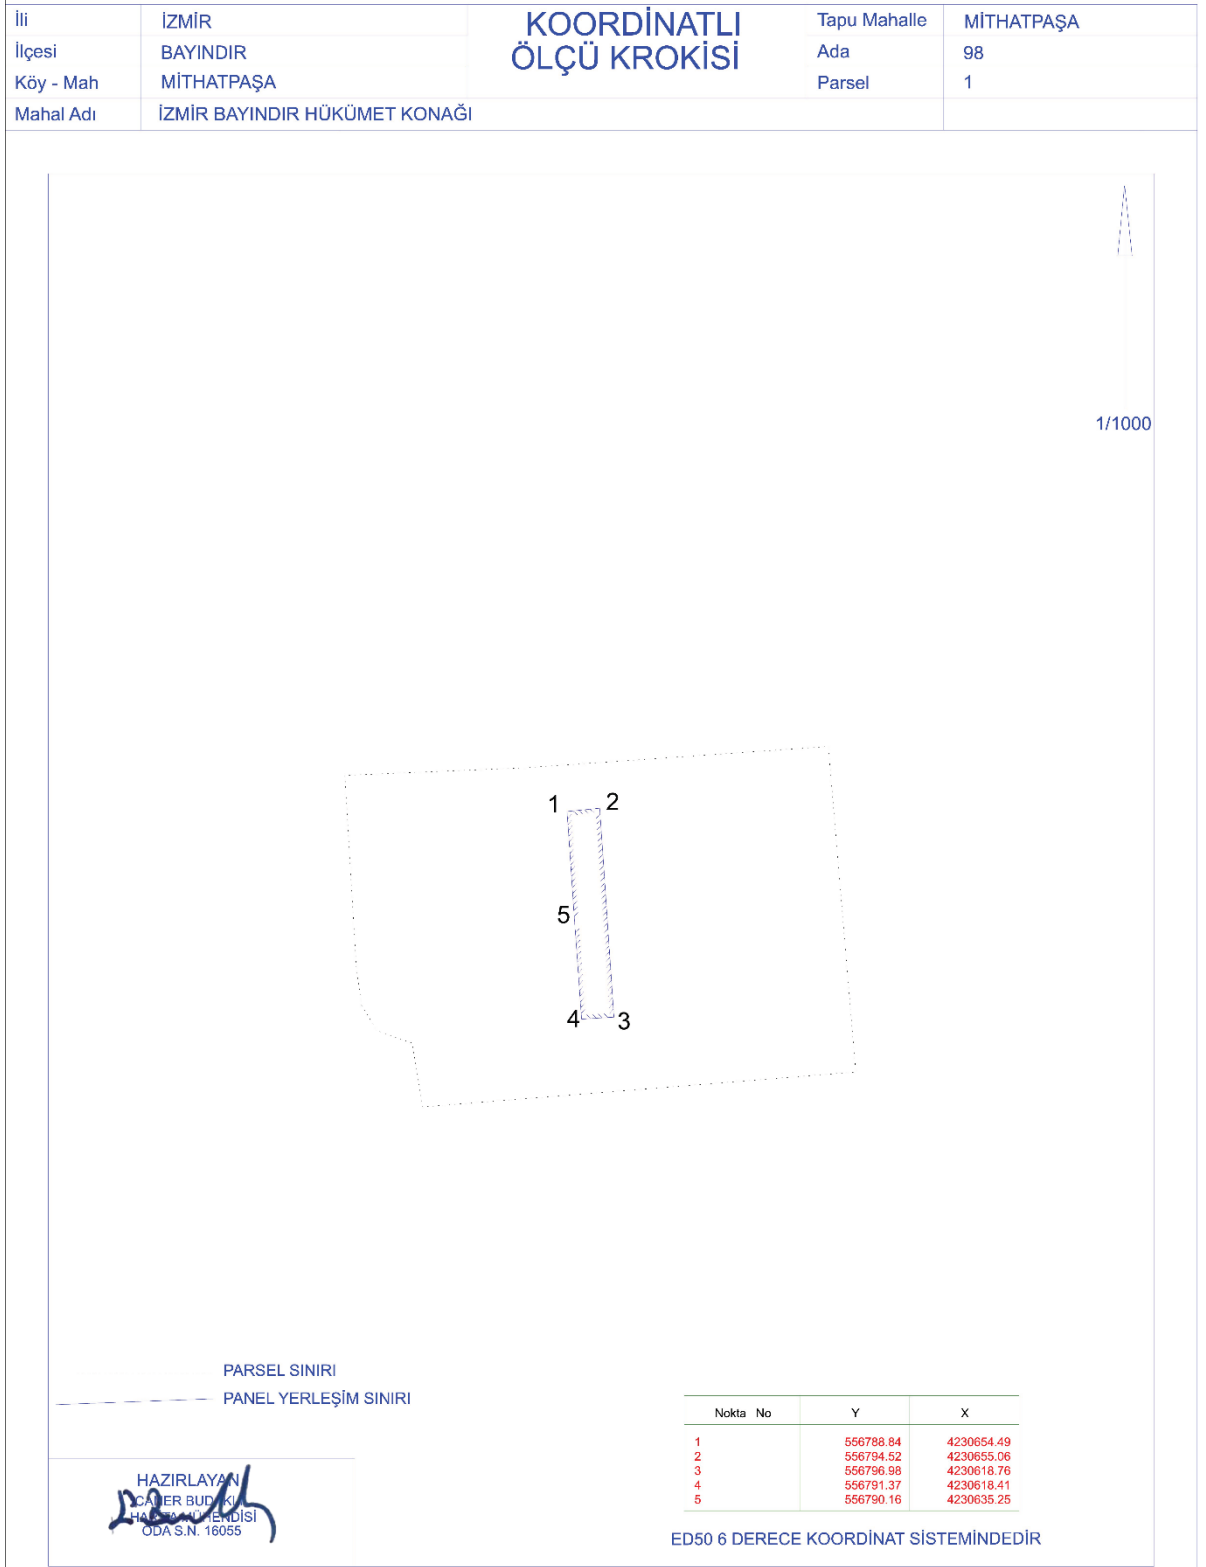 İli İZMİR KOORDİNATLI Tapu Mahalle MİTHATPAŞA
İlçesi BAYINDIR ÖLÇÜ KROKİSİ Ada 98
Köy - Mah MİTHATPAŞA Parsel 1
Mahal Adı İZMİR BAYINDIR HÜKÜMET KONAĞI
1/1000
1 2
5
4 3
PARSEL SINIRI
PANEL YERLEŞİM SINIRI
Nokta No Y X
1 556788.84 4230654.49
2 556794.52 4230655.06
3 556796.98 4230618.76
4 556791.37 4230618.41
5 556790.16 4230635.25
HAZIRLAYAN
ODA S.N. 16055
ED50 6 DERECE KOORDİNAT SİSTEMİNDEDİR